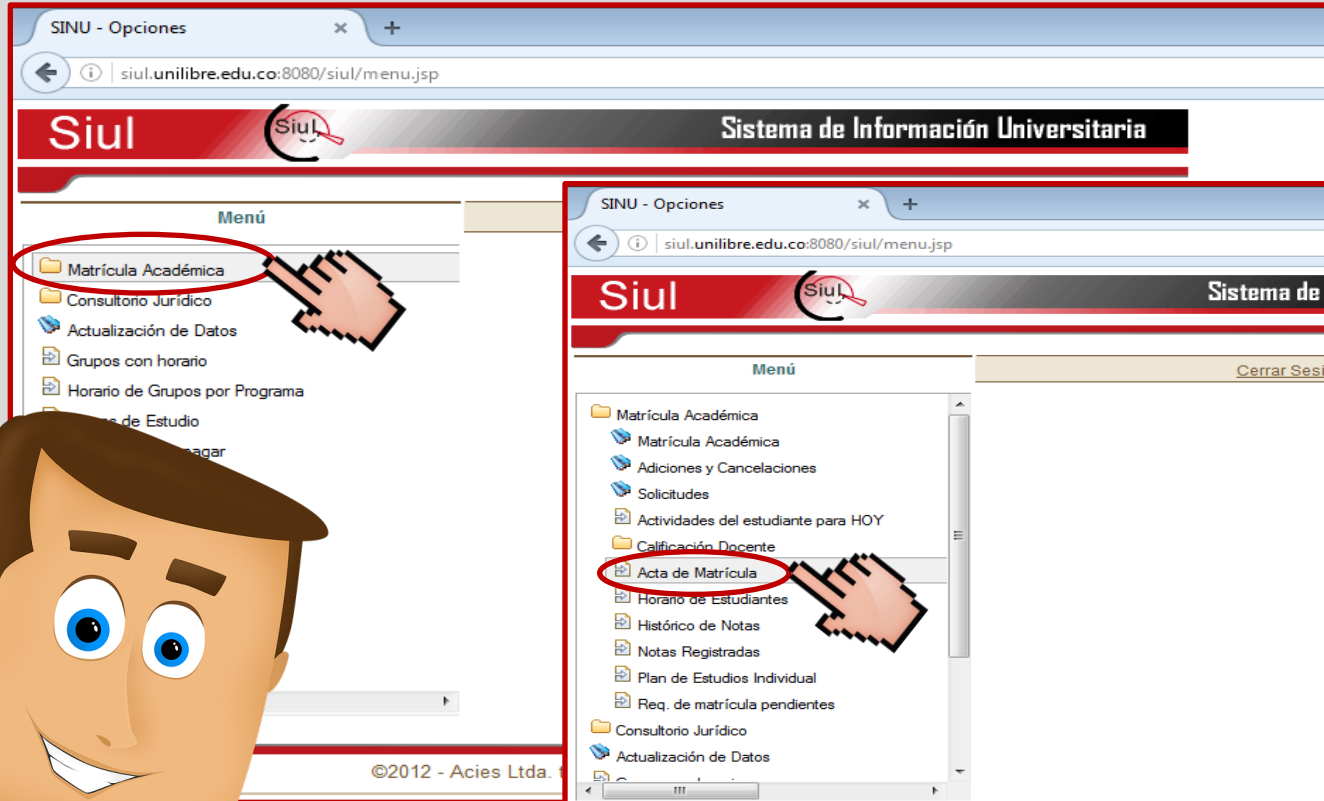 SINU - Opciones
siul.unilibre.edu.co:8080/siul/menu.jsp
Siul
Siul
Sistema de Información Universitaria
Menú
Matrícula Académica
Consultorio Jurídico
Actualización de Datos
Grupos con horario
Horario de Grupos por Programa
de Estudio
pagar
©2012 - Acies Ltda.
SINU - Opciones
siul.unilibre.edu.co:8080/siul/menu.jsp
Siul
Siul
Sistema de
Menú
Cerrar Sesi
Matrícula Académica
Matrícula Académica
Adiciones y Cancelaciones
Solicitudes
Actividades del estudiante para HOY
Calificación Docente
Acta de Matrícula
Horario de Estudiantes
Histórico de Notas
Notas Registradas
Plan de Estudios Individual
Req. de matrícula pendientes
Consultorio Jurídico
Actualización de Datos